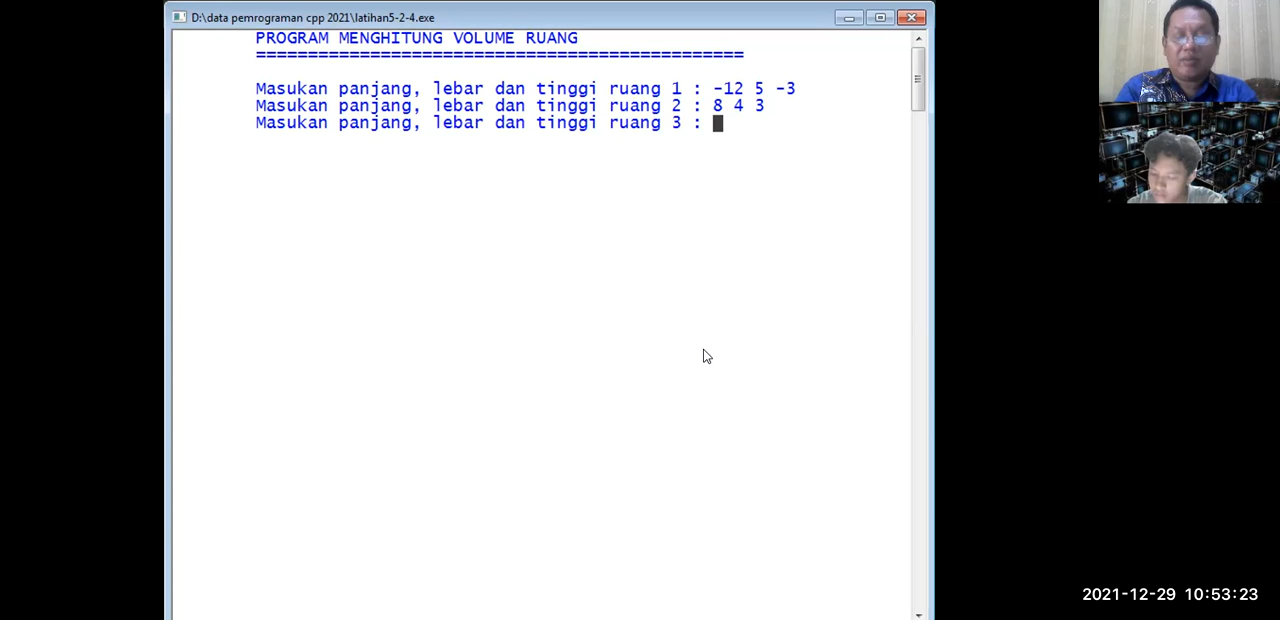 D:\data pemrograman cpp 2021\latihan5-2-4.exe
PROGRAM MENGHITUNG VOLUME RUANG
===============================================
Masukan panjang, lebar dan tinggi ruang 1 : -12 5 -3
Masukan panjang, lebar dan tinggi ruang 2 : 8 4 3
Masukan panjang, lebar dan tinggi ruang 3 :
2021-12-29 10:53:23